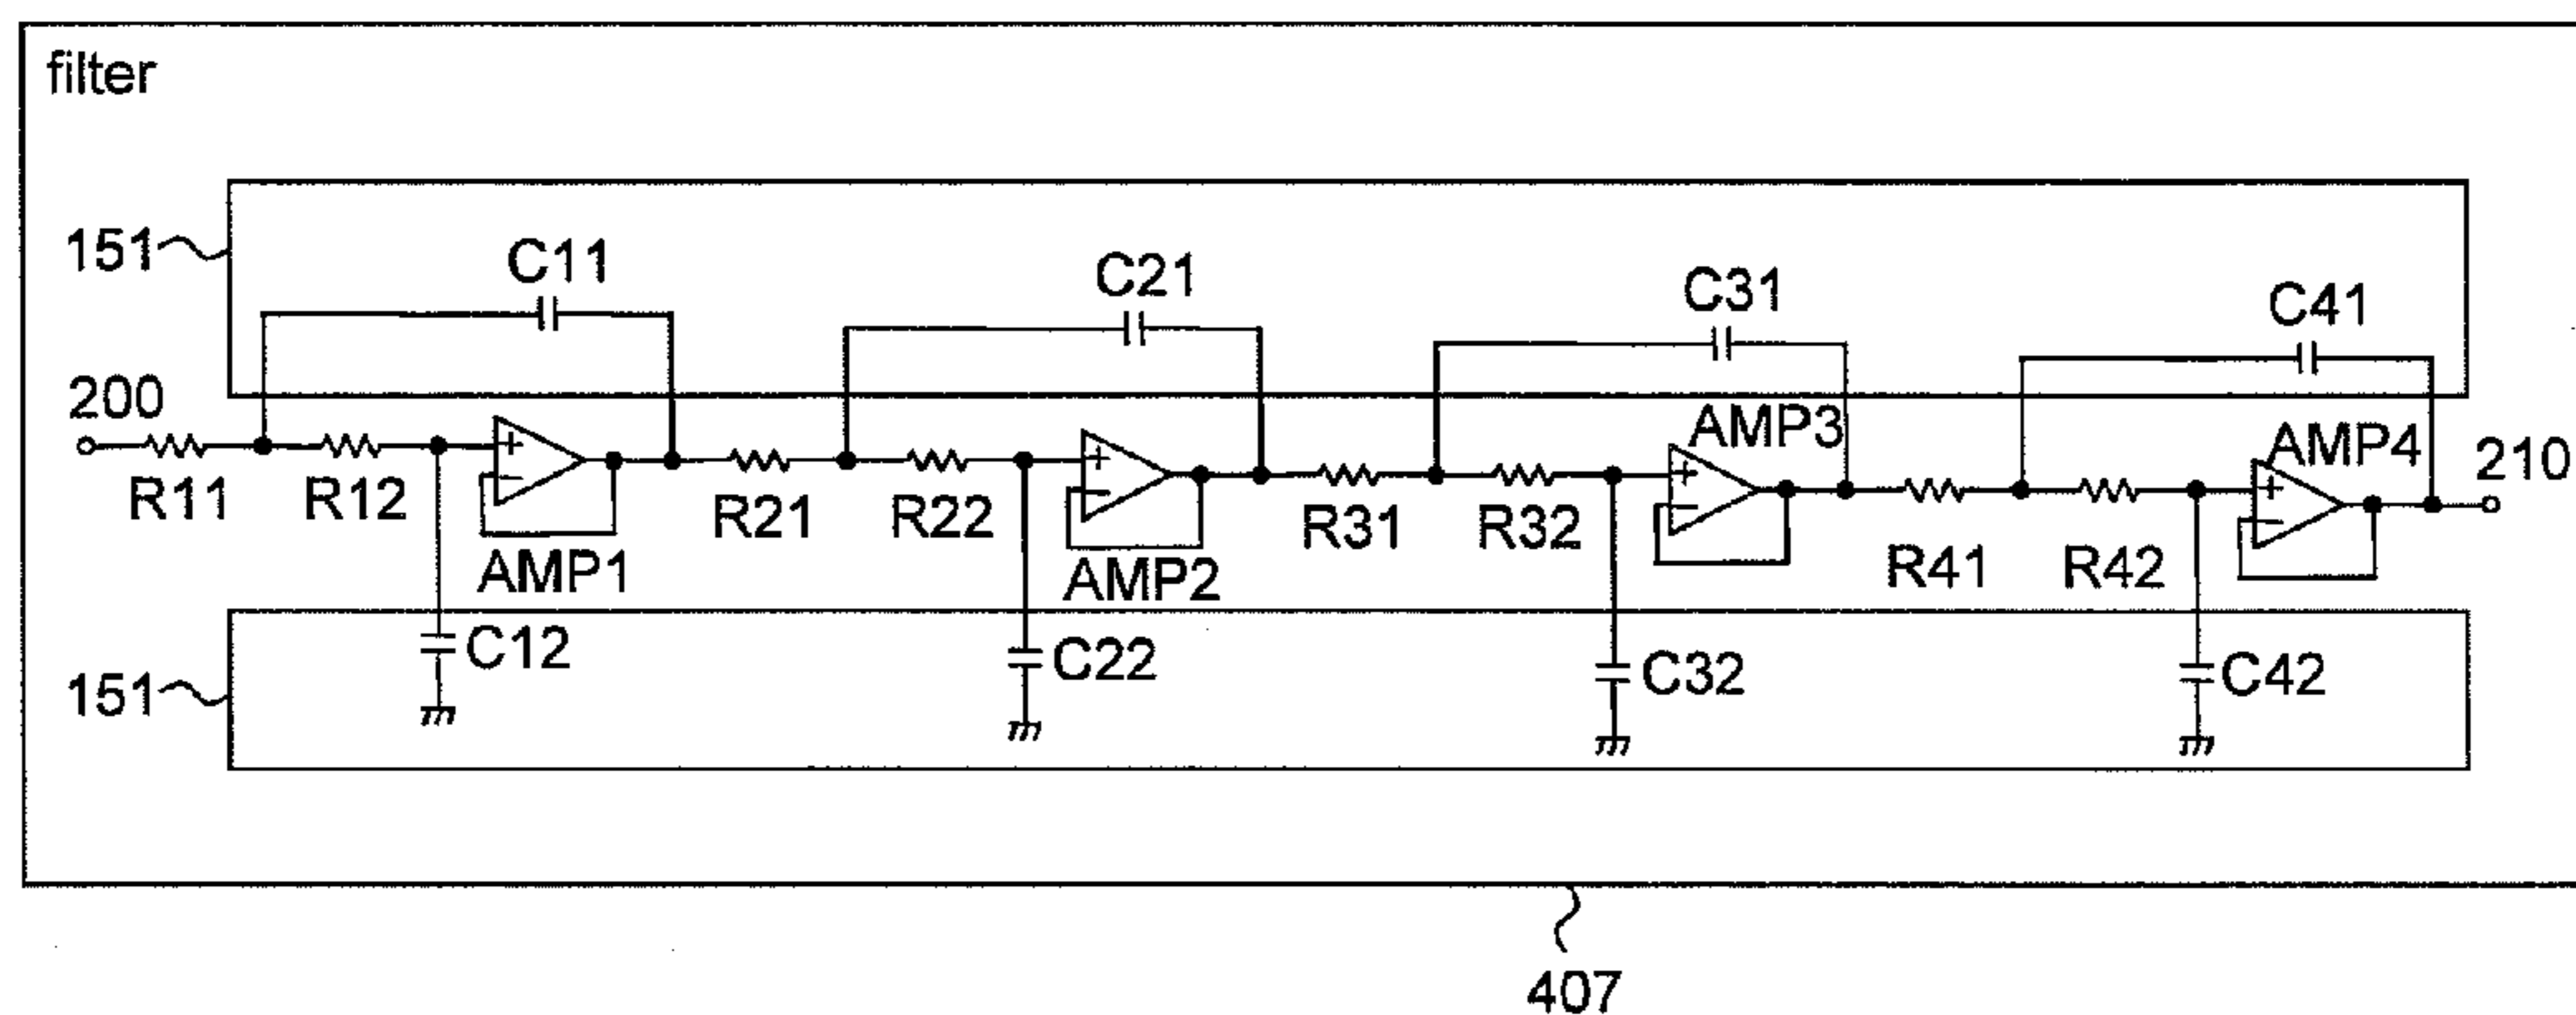 filter
151
C11
C21
C31
C41
200
AMP3
AMP4
210
R11
R12
R21
R22
R31
R32
R41
R42
AMP1
AMP2
151
C12
C22
C32
C42
407